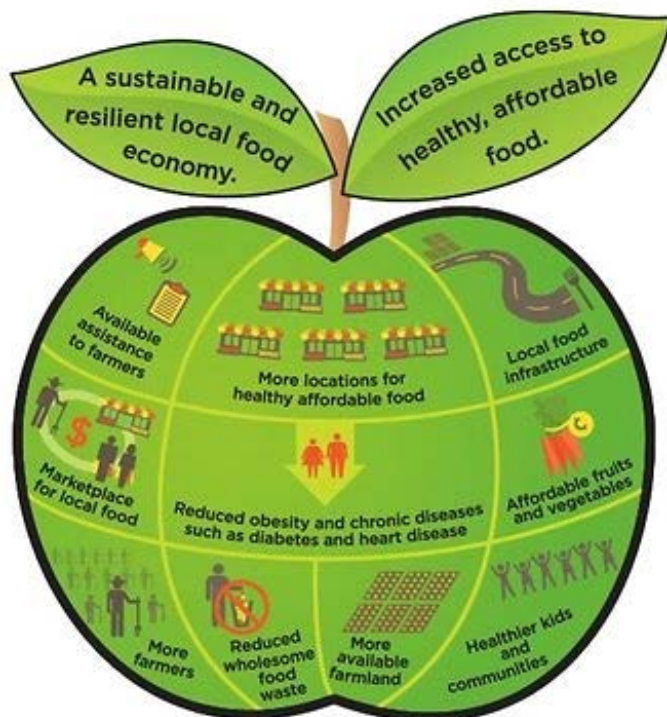 A sustainable and
resilient local food
economy.
Increased access to
healthy, affordable
food.
Available
assistance
to farmers
More locations for
healthy affordable food
Local food
infrastructure
$
Marketplace
for local food
Reduced obesity and chronic diseases
such as diabetes and heart disease
Affordable fruits
and vegetables
More
farmers
Reduced
wholesome
food
waste
More
available
farmland
Healthier kids
and
communities